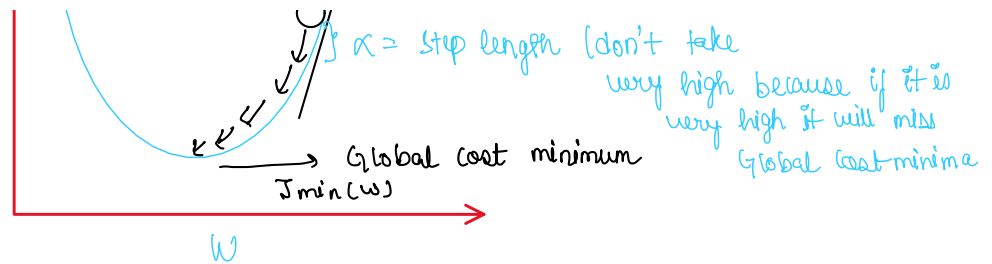 } α = step length (don't take
very high because if it is
very high it will miss
Global cost minima
Global cost minimum
Jmin(w)
W